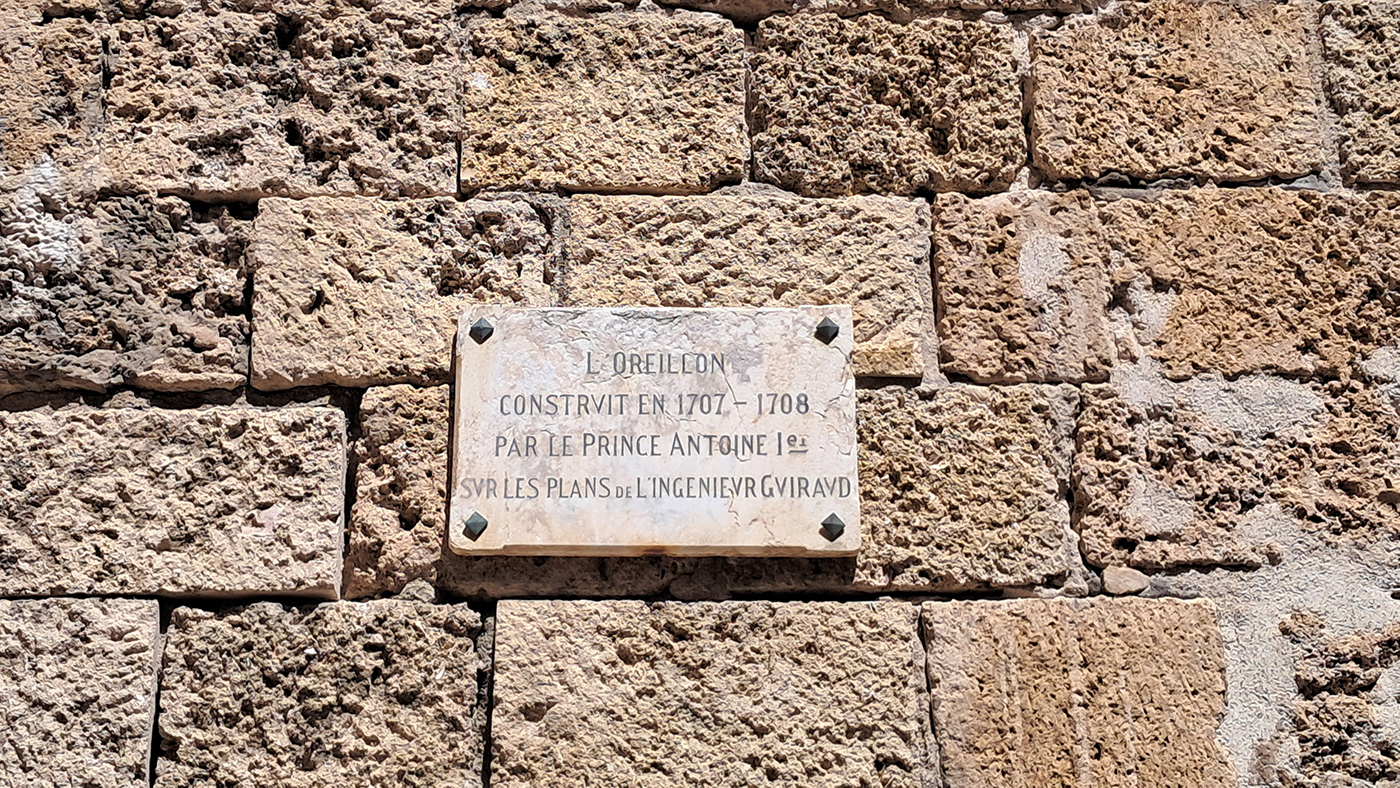 L'OREILLON
CONSTRVIT EN 1707 - 1708
PAR LE PRINCE ANTOINE Ier
SVR LES PLANS DE L'INGENIEVR GVIRAVD